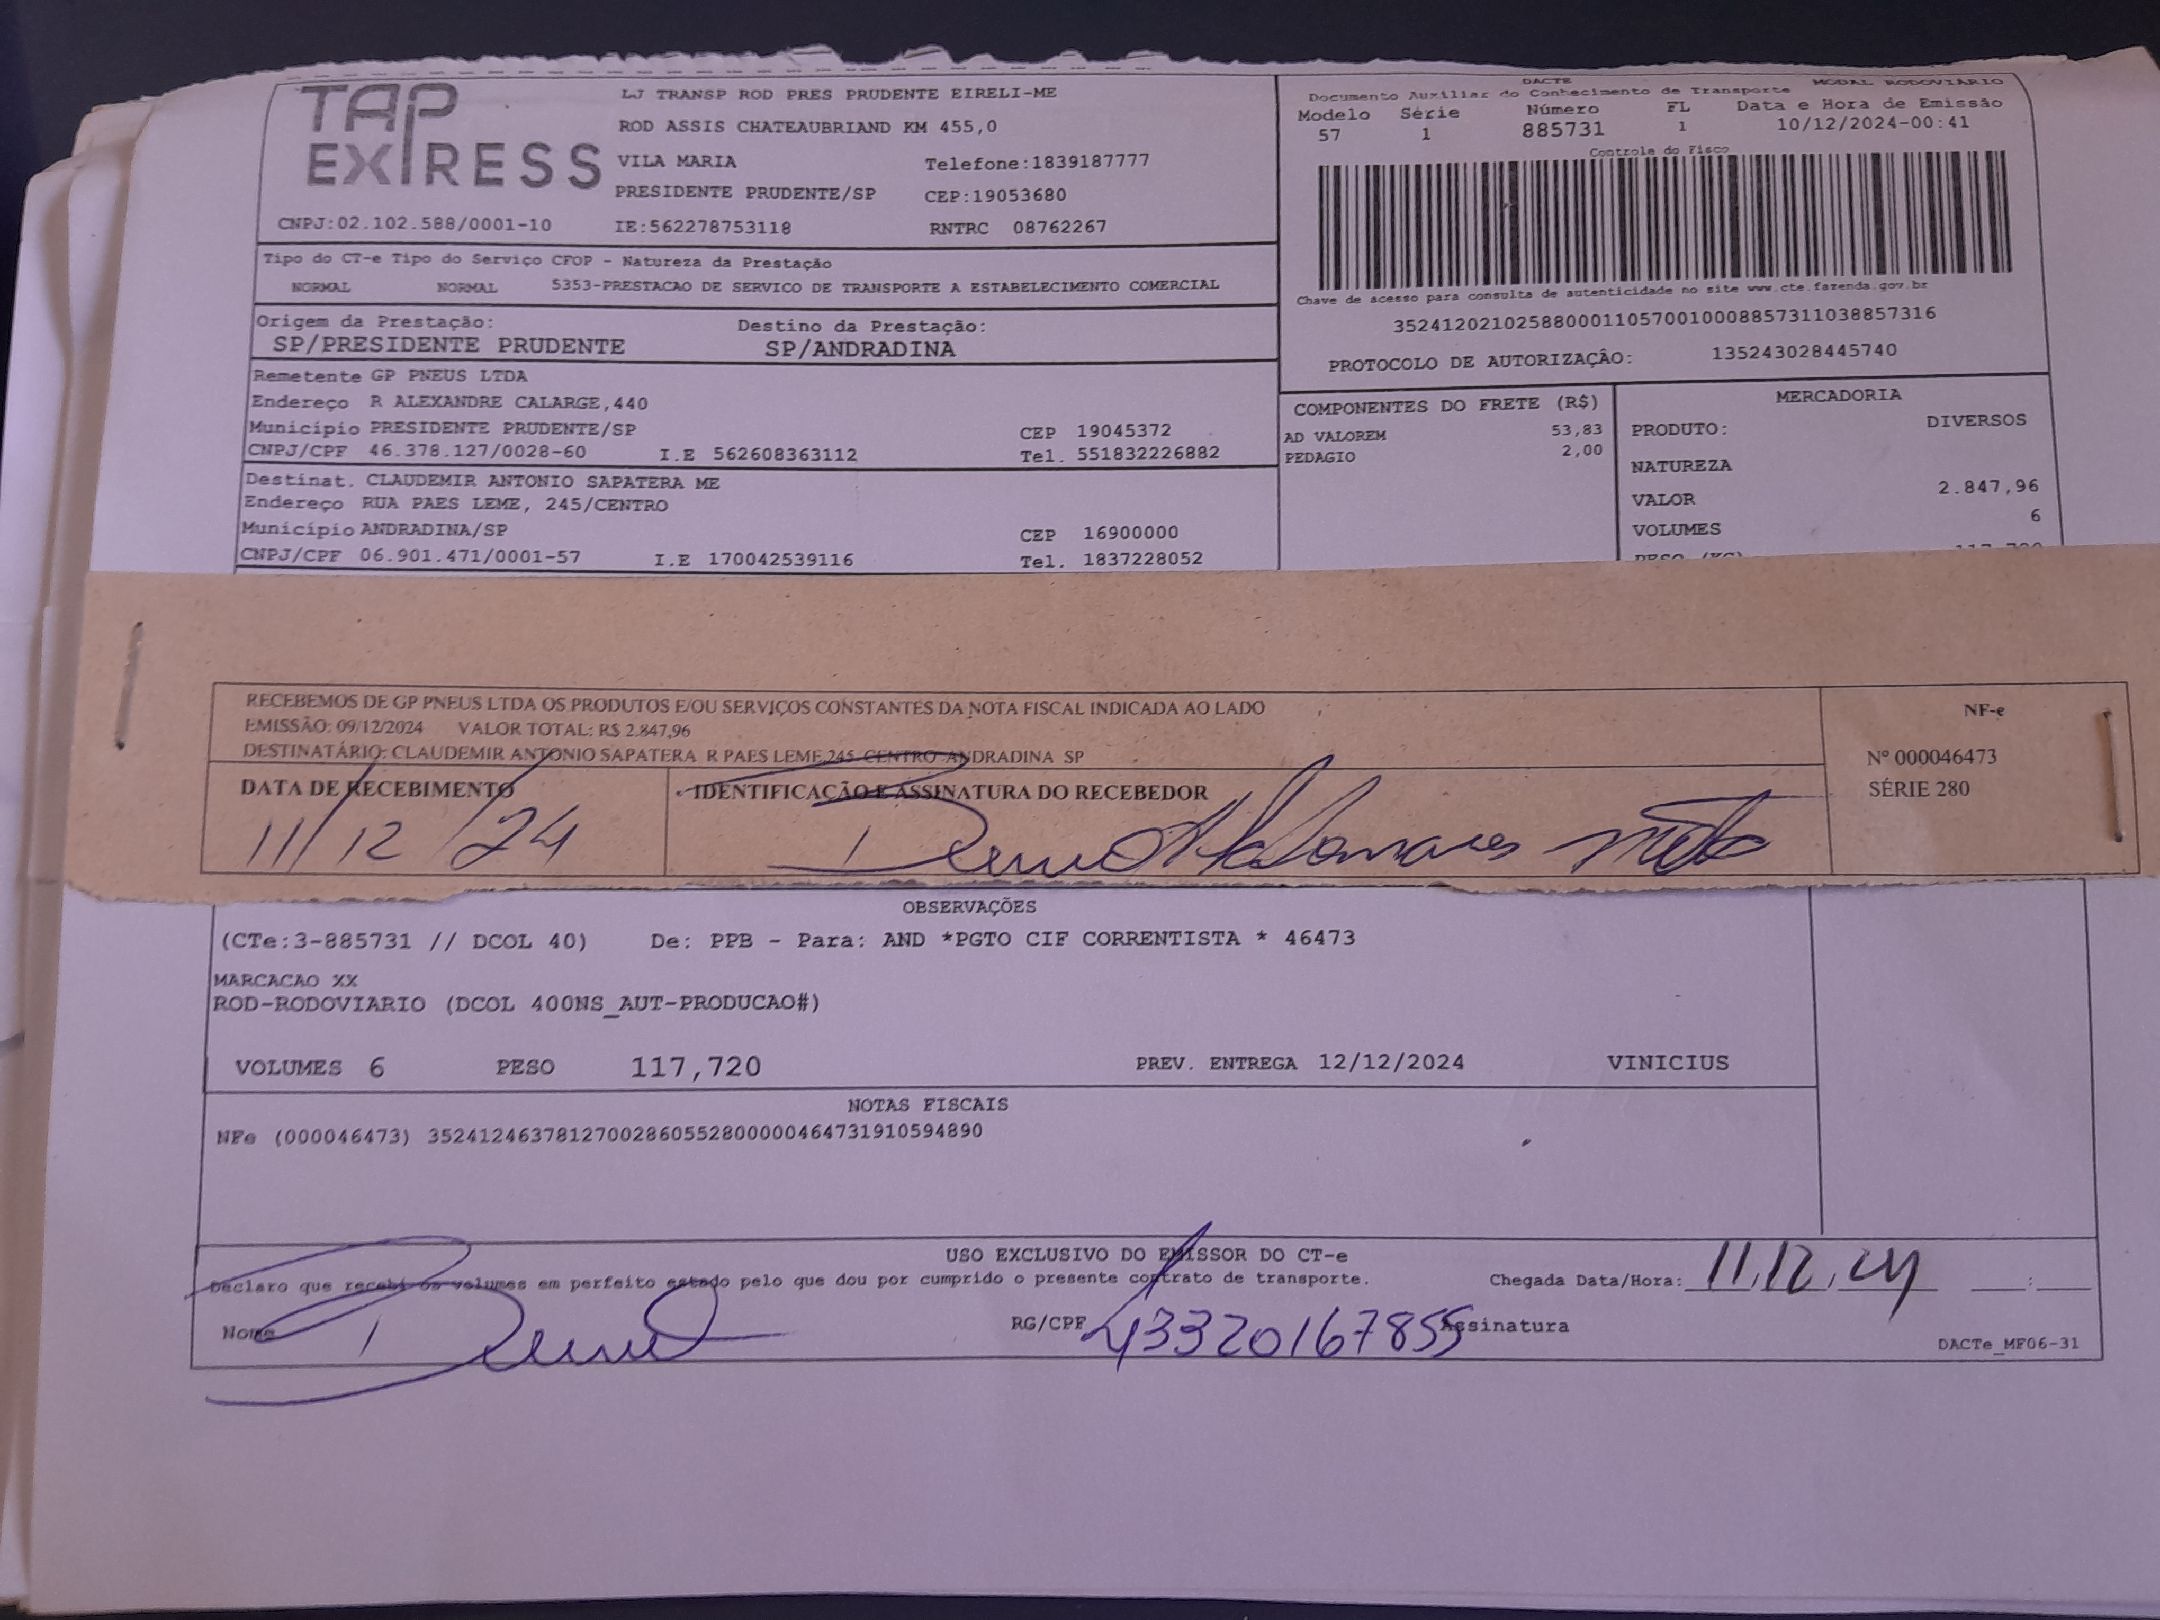 TAP EXPRESS
LJ TRANSP ROD PRES PRUDENTE EIRELI-ME
ROD ASSIS CHATEAUBRIAND KM 455,0
VILA MARIA Telefone:1839187777
PRESIDENTE PRUDENTE/SP CEP:19053680
CNPJ:02.102.588/0001-10 IE:562278753118 RNTRC 08762267
DACTE MODAL RODOVIARIO
Documento Auxiliar do Conhecimento de Transporte
Modelo Série Número FL Data e Hora de Emissão
57 1 885731 1 10/12/2024-00:41
Controle do Fisco
Chave de acesso para consulta de autenticidade no site www.cte.fazenda.gov.br
35241202102588000110570010008857311038857316
PROTOCOLO DE AUTORIZAÇÃO: 135243028445740
Tipo do CT-e Tipo do Serviço CFOP - Natureza da Prestação
NORMAL NORMAL 5353-PRESTACAO DE SERVICO DE TRANSPORTE A ESTABELECIMENTO COMERCIAL
Origem da Prestação: Destino da Prestação:
SP/PRESIDENTE PRUDENTE SP/ANDRADINA
Remetente GP PNEUS LTDA
Endereço R ALEXANDRE CALARGE,440
Município PRESIDENTE PRUDENTE/SP CEP 19045372
CNPJ/CPF 46.378.127/0028-60 I.E 562608363112 Tel. 551832226882
Destinat. CLAUDEMIR ANTONIO SAPATERA ME
Endereço RUA PAES LEME, 245/CENTRO
Município ANDRADINA/SP CEP 16900000
CNPJ/CPF 06.901.471/0001-57 I.E 170042539116 Tel. 1837228052
COMPONENTES DO FRETE (R$)
AD VALOREM 53,83
PEDAGIO 2,00
MERCADORIA
PRODUTO: DIVERSOS
NATUREZA
VALOR 2.847,96
VOLUMES 6
PESO (KG) 117,720
RECEBEMOS DE GP PNEUS LTDA OS PRODUTOS E/OU SERVIÇOS CONSTANTES DA NOTA FISCAL INDICADA AO LADO
EMISSÃO: 09/12/2024 VALOR TOTAL: R$ 2.847,96
DESTINATÁRIO: CLAUDEMIR ANTONIO SAPATERA R PAES LEME,245 CENTRO ANDRADINA SP
DATA DE RECEBIMENTO IDENTIFICAÇÃO E ASSINATURA DO RECEBEDOR
11/12/24
NF-e
Nº 000046473
SÉRIE 280
OBSERVAÇÕES
(CTe:3-885731 // DCOL 40) De: PPB - Para: AND *PGTO CIF CORRENTISTA * 46473
MARCACAO XX
ROD-RODOVIARIO (DCOL 400NS_AUT-PRODUCAO#)
VOLUMES 6 PESO 117,720 PREV. ENTREGA 12/12/2024 VINICIUS
NOTAS FISCAIS
NFe (000046473) 35241246378127002860552800000464731910594890
USO EXCLUSIVO DO EMISSOR DO CT-e
Declaro que recebi os volumes em perfeito estado pelo que dou por cumprido o presente contrato de transporte. Chegada Data/Hora: 11,12,24
Nome RG/CPF 43320167855 Assinatura
DACTe_MF06-31